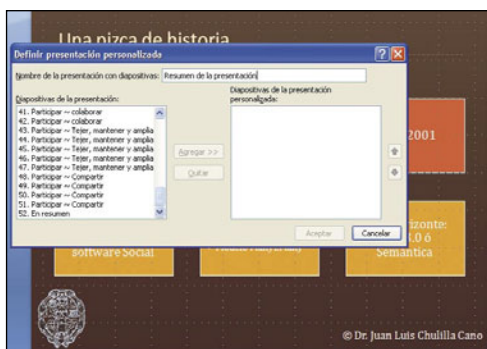 Una pizca de historia
Definir presentación personalizada
Nombre de la presentación con diapositivas: Resumen de la presentación
Diapositivas de la presentación:
41. Participar ~ colaborar
42. Participar ~ colaborar
43. Participar ~ Tejer, mantener y amplia
44. Participar ~ Tejer, mantener y amplia
45. Participar ~ Tejer, mantener y amplia
46. Participar ~ Tejer, mantener y amplia
47. Participar ~ Tejer, mantener y amplia
48. Participar ~ Compartir
49. Participar ~ Compartir
50. Participar ~ Compartir
51. Participar ~ Compartir
52. En resumen
Agregar >>
Quitar
Diapositivas de la presentación
personalizada:
Aceptar
Cancelar
2001
software Social
rizonte:
.0 ó
Semántica
© Dr. Juan Luis Chulilla Cano